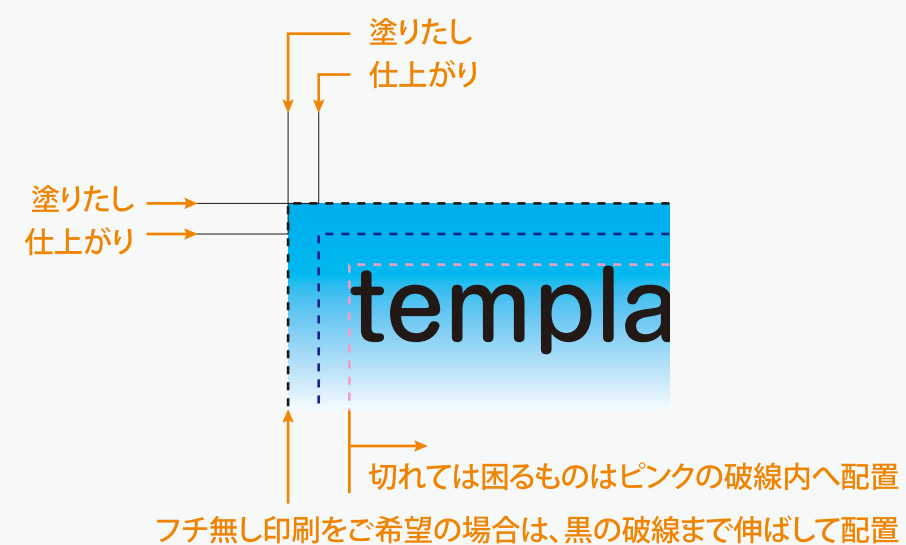 塗りたし
仕上がり
塗りたし
仕上がり
templa
切れては困るものはピンクの破線内へ配置
フチ無し印刷をご希望の場合は、黒の破線まで伸ばして配置